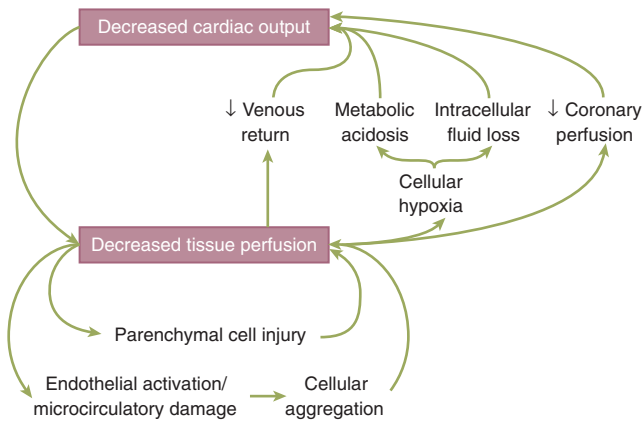 Decreased cardiac output
↓ Venous
return
Metabolic
acidosis
Intracellular
fluid loss
↓ Coronary
perfusion
Cellular
hypoxia
Decreased tissue perfusion
Parenchymal cell injury
Endothelial activation/
microcirculatory damage
Cellular
aggregation